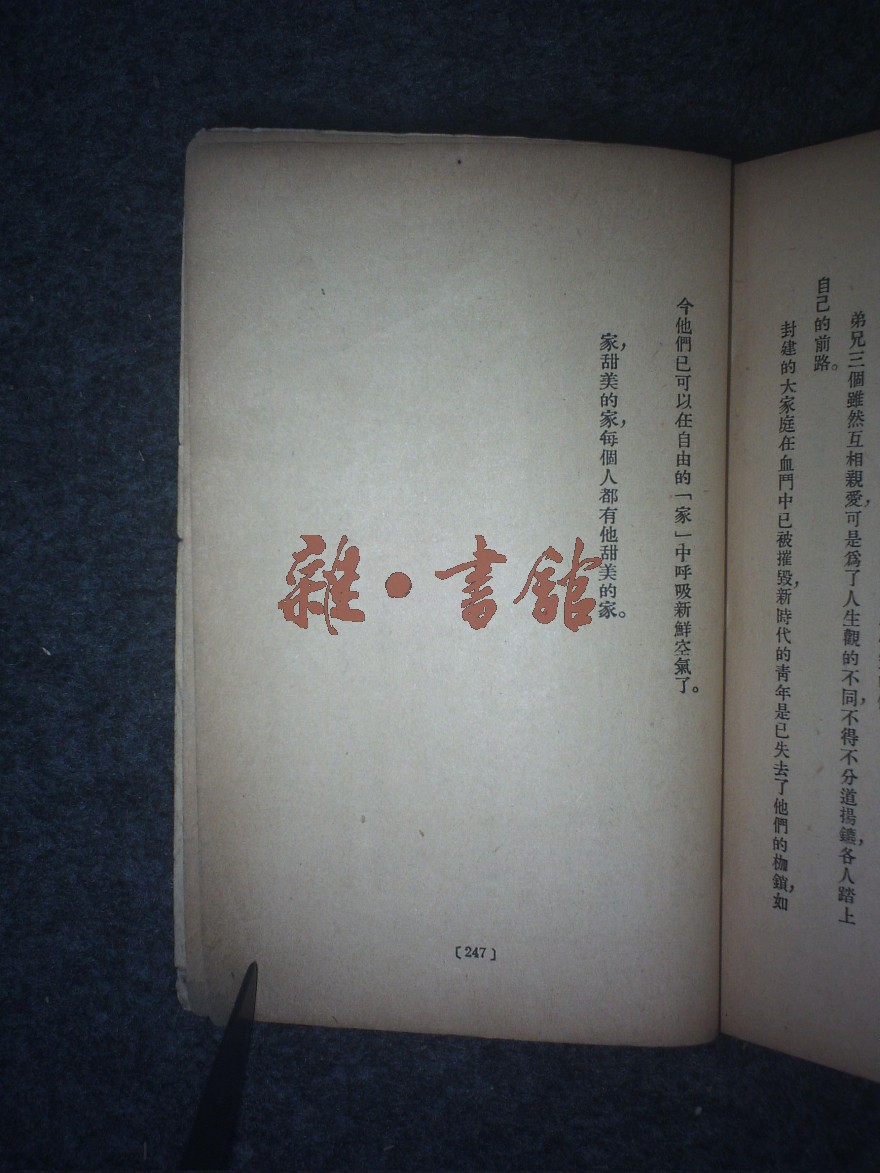 弟兄三個雖然互相親愛，可是爲了人生觀的不同，不得不分道揚鑣，各人踏上
自己的前路。
封建的大家庭在血鬥中已被摧毀，新時代的靑年是已失去了他們的枷鎖，如
今他們已可以在自由的「家」中呼吸新鮮空氣了。
家，甜美的家，每個人都有他甜美的家。
〔247〕
雜·書館